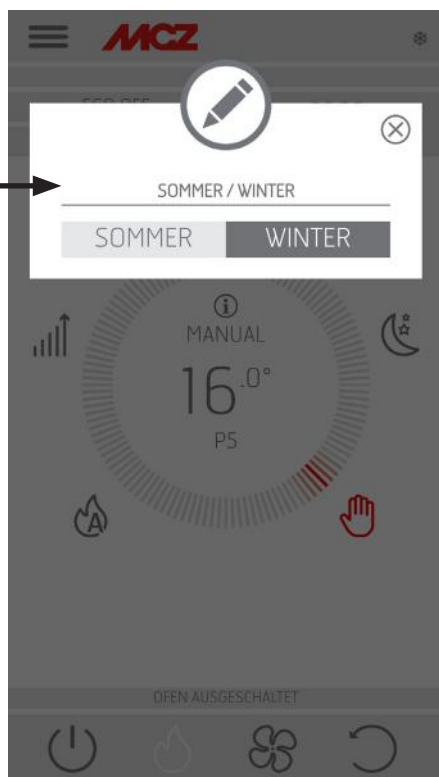 MCZ
SOMMER / WINTER
SOMMER WINTER
MANUAL
16.0°
P5
A
OFEN AUSGESCHALTET